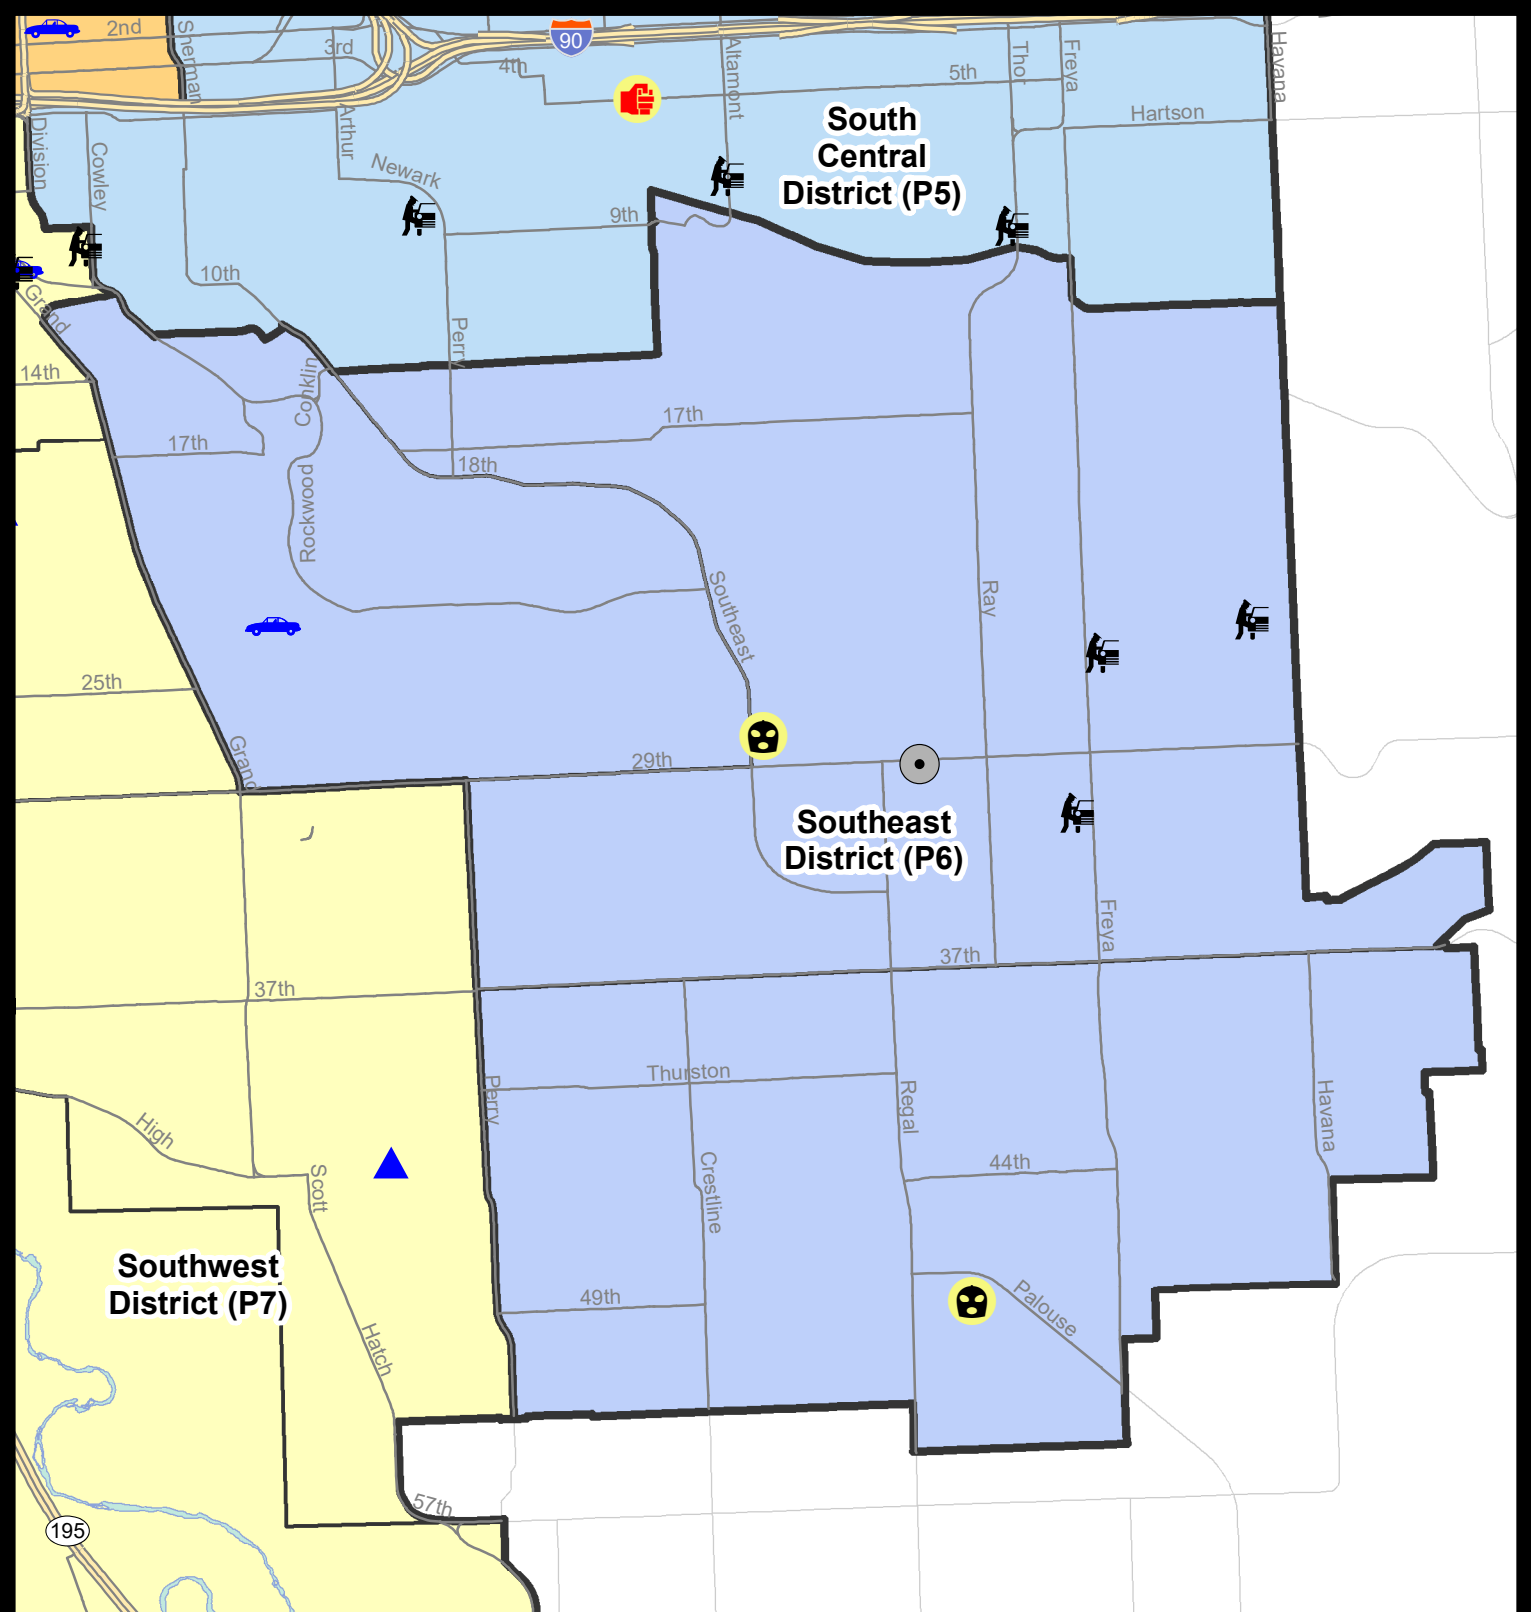 2nd
Sherman
3rd
90
4th
Altamont
Thor
Freya
Havana
5th
Hartson
South
Central
District (P5)
Division
Cowley
Arthur
Newark
9th
10th
Grand
Perry
14th
Conklin
17th
17th
18th
Rockwood
Southeast
Ray
25th
Grand
29th
Southeast
District (P6)
Freya
37th
37th
Thurston
Perry
Regal
Havana
High
Scott
Crestline
44th
Southwest
District (P7)
49th
Palouse
Hatch
57th
195